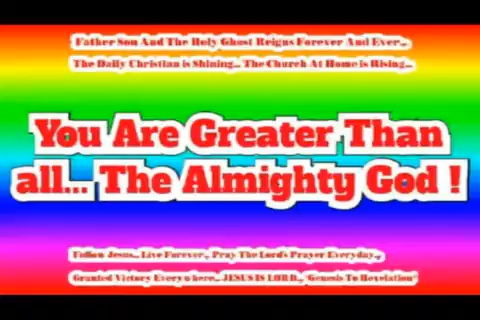 Father Son And The Holy Ghost Reigns Forever And Ever...
The Daily Christian is Shining... The Church At Home is Rising...
You Are Greater Than
all... The Almighty God !
Follow Jesus... Live Forever., Pray The Lord's Prayer Everyday.,
Granted Victory Everywhere... JESUS IS LORD... "Genesis To Revelation"